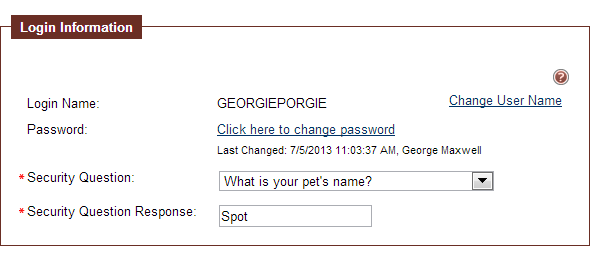 Login Information
?
Login Name: GEORGIEPORGIE Change User Name
Password: Click here to change password
Last Changed: 7/5/2013 11:03:37 AM, George Maxwell
* Security Question: What is your pet's name?
* Security Question Response: Spot